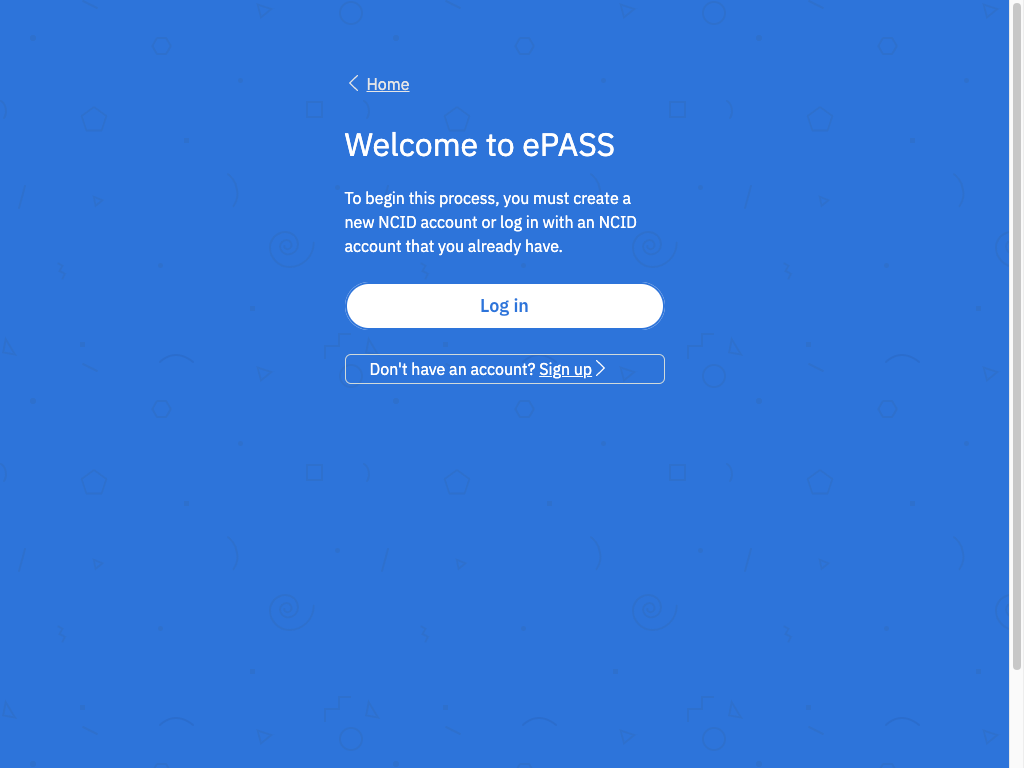 Home
Welcome to ePASS
To begin this process, you must create a
new NCID account or log in with an NCID
account that you already have.
Log in
Don't have an account? Sign up